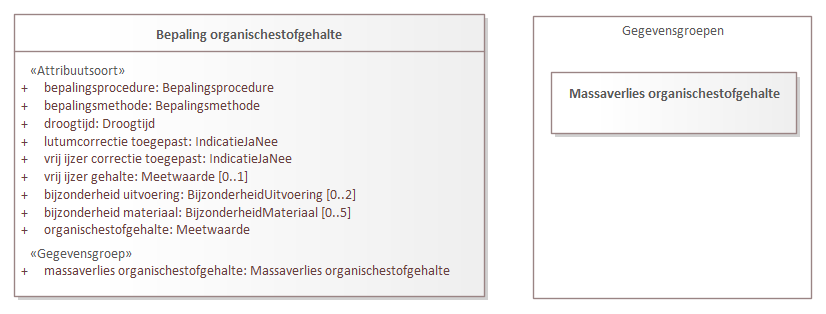 Bepaling organischestofgehalte
«Attribuutsoort»
+ bepalingsprocedure: Bepalingsprocedure
+ bepalingsmethode: Bepalingsmethode
+ droogtijd: Droogtijd
+ lutumcorrectie toegepast: IndicatieJaNee
+ vrij ijzer correctie toegepast: IndicatieJaNee
+ vrij ijzer gehalte: Meetwaarde [0..1]
+ bijzonderheid uitvoering: BijzonderheidUitvoering [0..2]
+ bijzonderheid materiaal: BijzonderheidMateriaal [0..5]
+ organischestofgehalte: Meetwaarde
«Gegevensgroep»
+ massaverlies organischestofgehalte: Massaverlies organischestofgehalte
Gegevensgroepen
Massaverlies organischestofgehalte